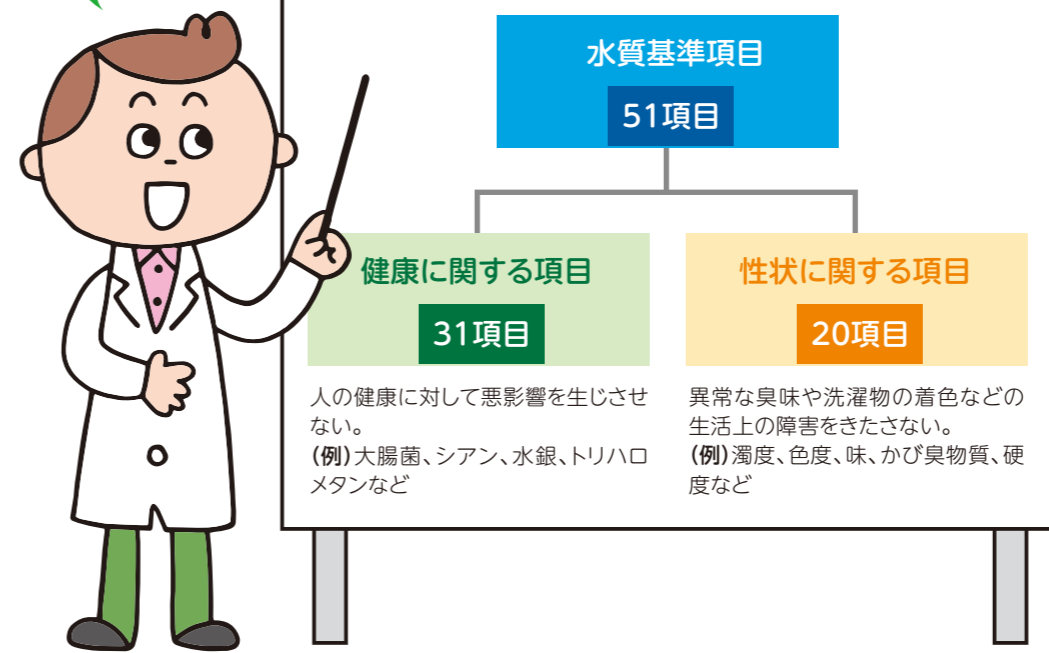 水質基準項目
51項目
健康に関する項目
31項目
人の健康に対して悪影響を生じさせ
ない。
(例)大腸菌、シアン、水銀、トリハロ
メタンなど
性状に関する項目
20項目
異常な臭味や洗濯物の着色などの
生活上の障害をきたさない。
(例)濁度、色度、味、かび臭物質、硬
度など